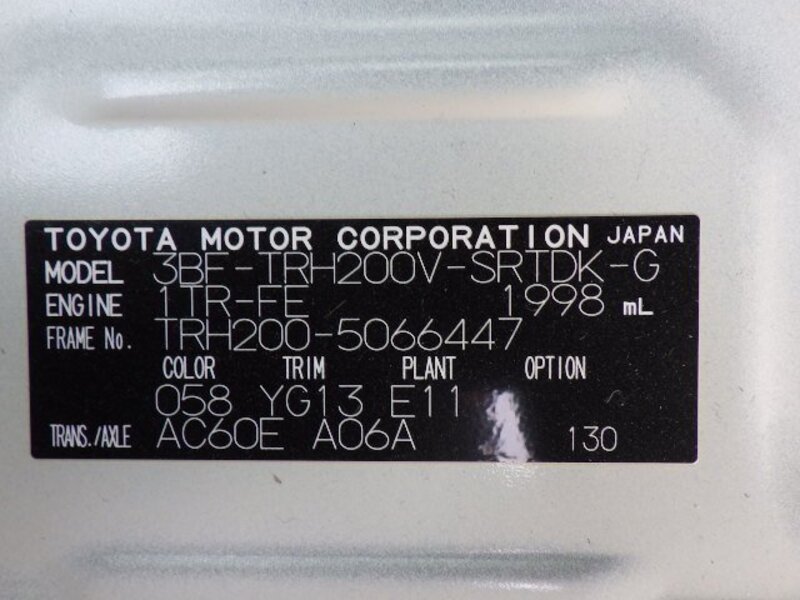 TOYOTA MOTOR CORPORATION JAPAN
MODEL 3BF-TRH200V-SRTDK-G
ENGINE 1TR-FE 1998 mL
FRAME No. TRH200-5066447
COLOR TRIM PLANT OPTION
058 YG13 E11
TRANS./AXLE AC60E A06A 130